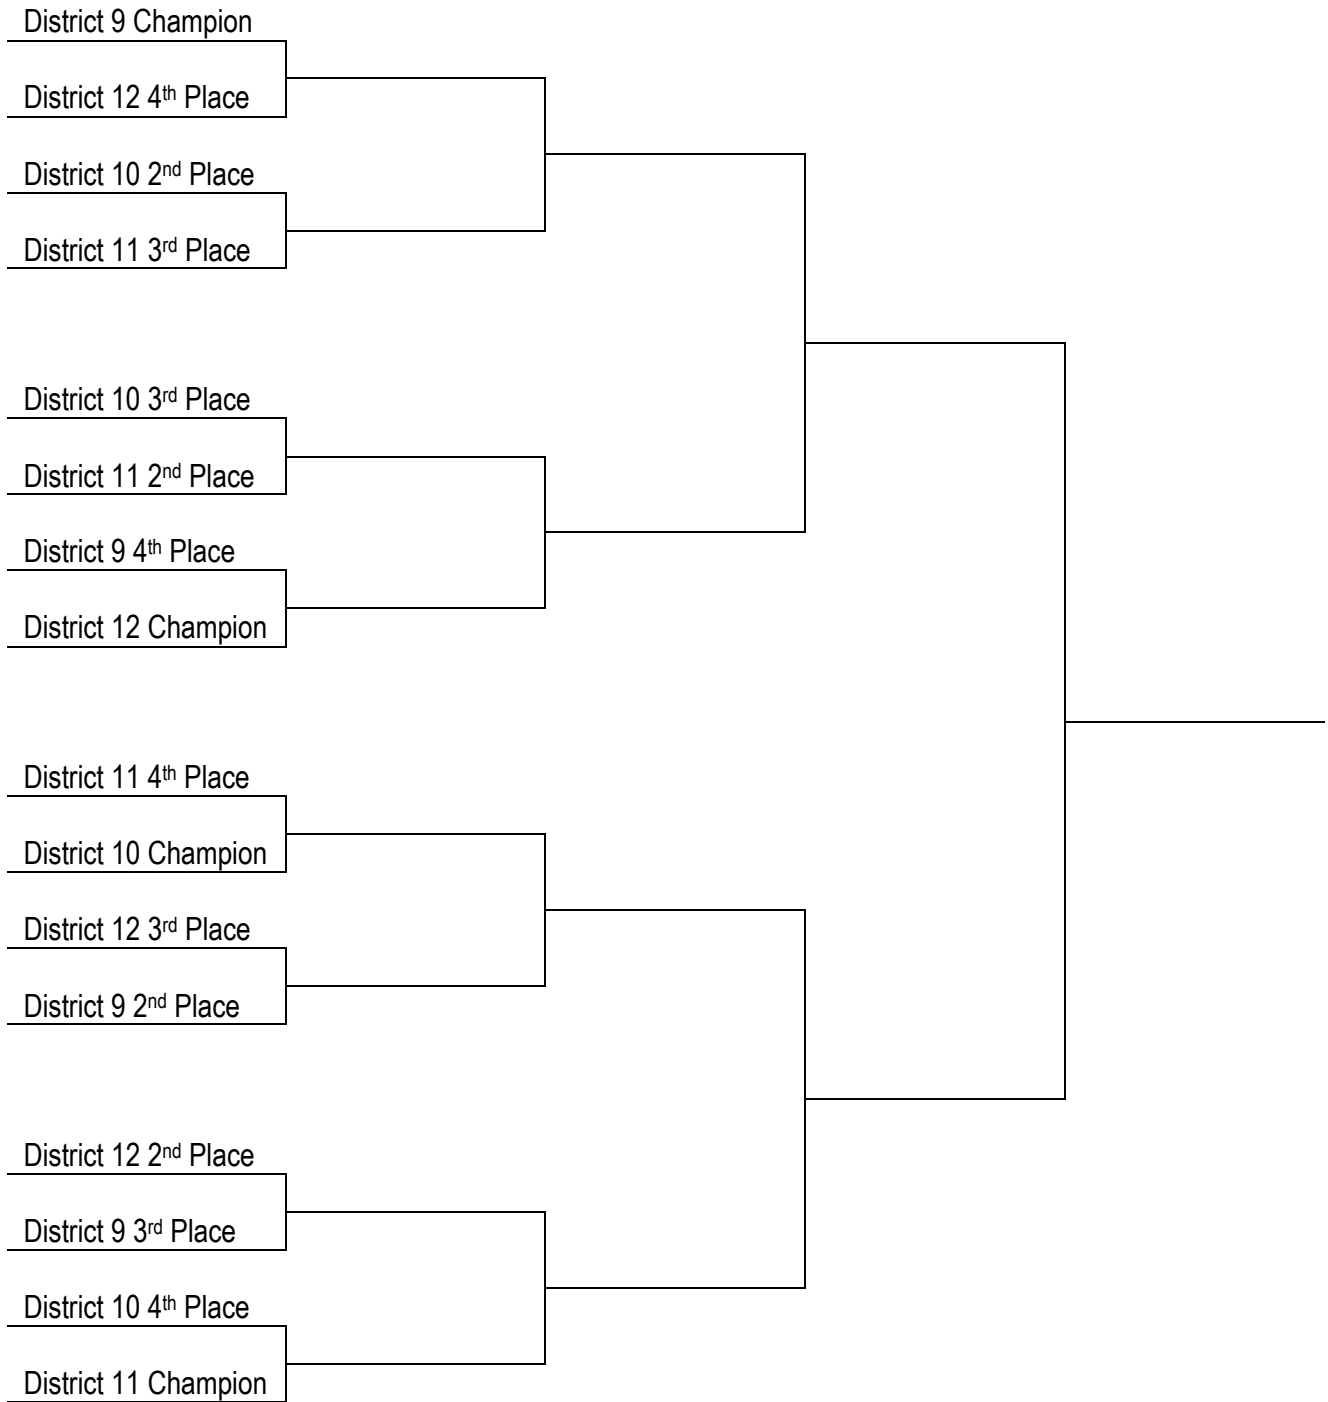 District 9 Champion
District 12 4th Place
District 10 2nd Place
District 11 3rd Place
District 10 3rd Place
District 11 2nd Place
District 9 4th Place
District 12 Champion
District 11 4th Place
District 10 Champion
District 12 3rd Place
District 9 2nd Place
District 12 2nd Place
District 9 3rd Place
District 10 4th Place
District 11 Champion